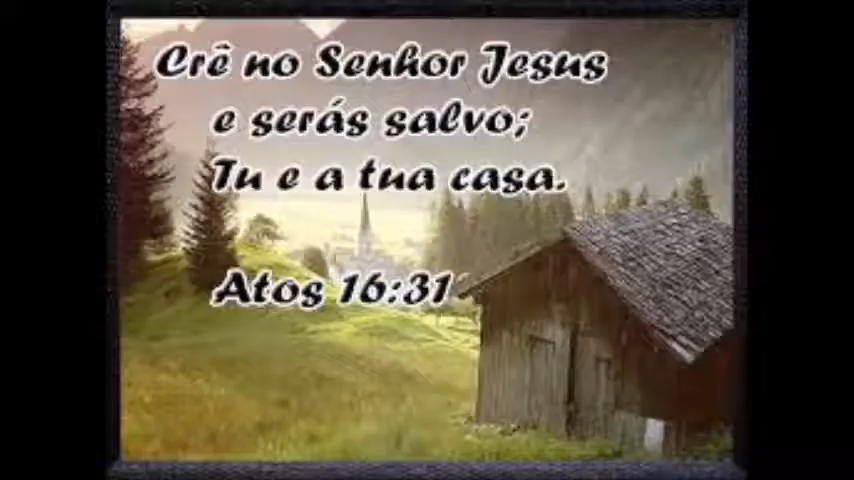 Crê no Senhor Jesus
e serás salvo;
Tu e a tua casa.
Atos 16:31